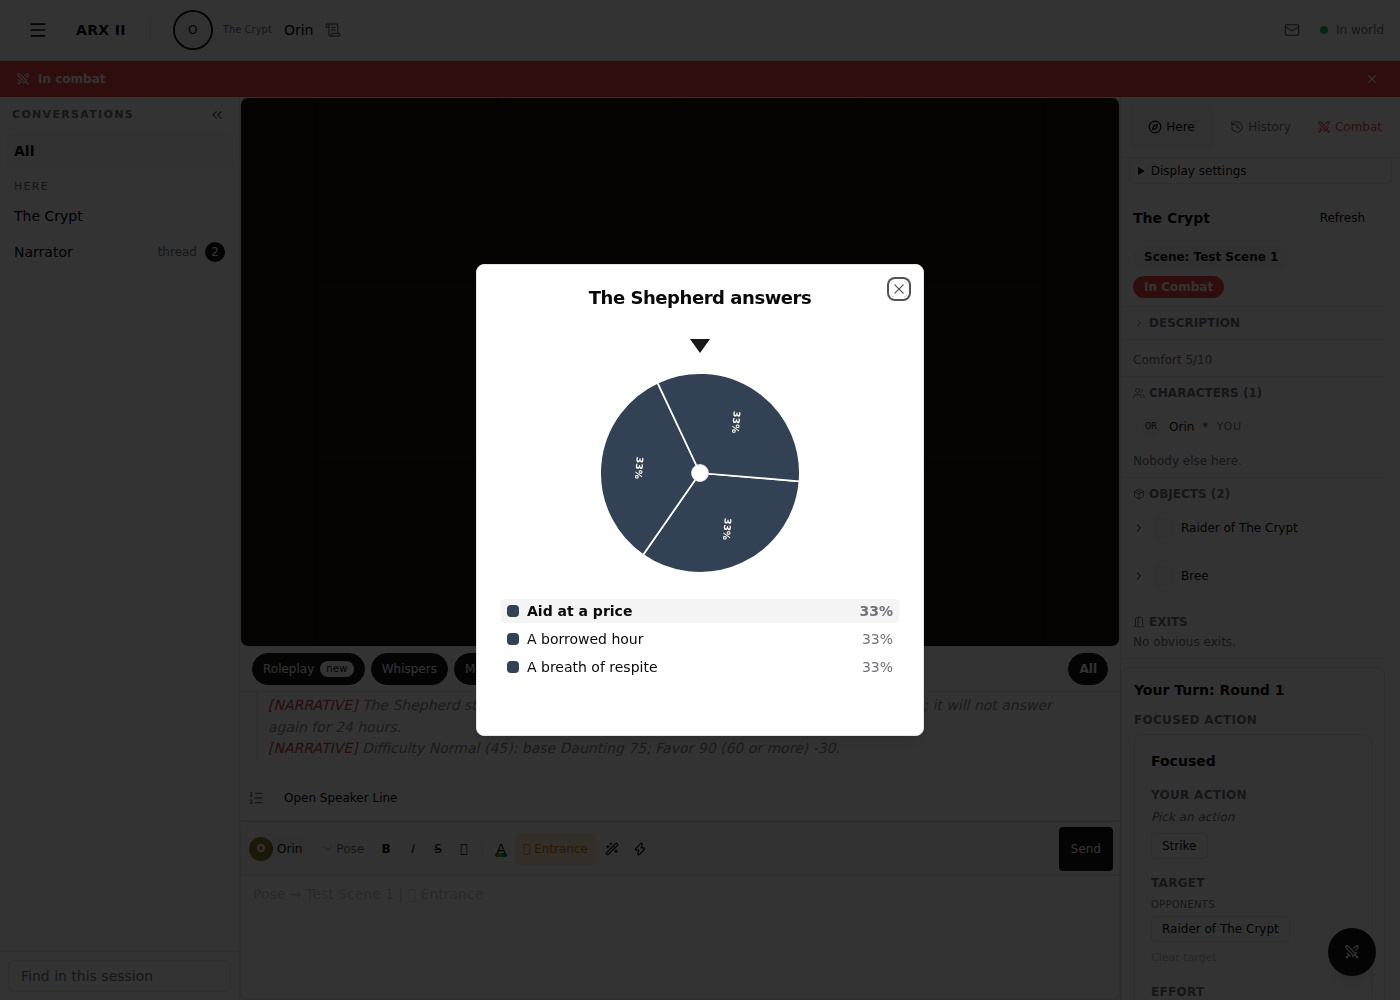 ARX II
O
The Crypt
Orin
In world
In combat
CONVERSATIONS
All
HERE
The Crypt
Narrator
thread
2
Find in this session
The Shepherd answers
33%
33%
33%
Aid at a price
33%
A borrowed hour
33%
A breath of respite
33%
Roleplay
new
Whispers
M
All
[NARRATIVE] The Shepherd st
; it will not answer
again for 24 hours.
[NARRATIVE] Difficulty Normal (45): base Daunting 75; Favor 90 (60 or more) -30.
Open Speaker Line
O
Orin
Pose
B
I
S
A
Entrance
Send
Pose → Test Scene 1 | Entrance
Here
History
Combat
Display settings
The Crypt
Refresh
Scene: Test Scene 1
In Combat
DESCRIPTION
Comfort 5/10
CHARACTERS (1)
OR
Orin
YOU
Nobody else here.
OBJECTS (2)
Raider of The Crypt
Bree
EXITS
No obvious exits.
Your Turn: Round 1
FOCUSED ACTION
Focused
YOUR ACTION
Pick an action
Strike
TARGET
OPPONENTS
Raider of The Crypt
Clear target
EFFORT